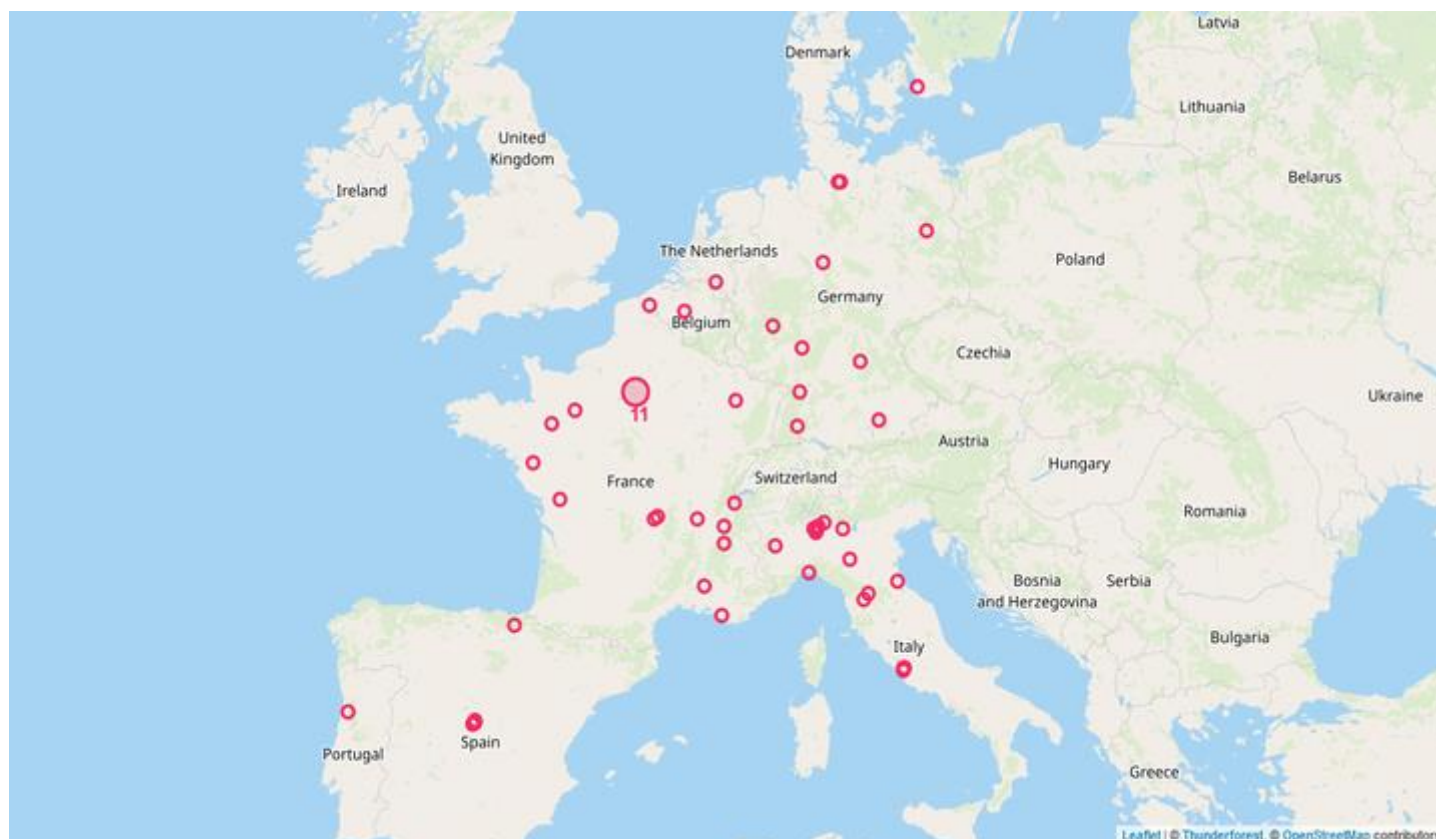 Latvia
Denmark
Lithuania
United
Kingdom
Belarus
Ireland
The Netherlands
Poland
Germany
Belgium
Czechia
Ukraine
11
Austria
Hungary
France
Switzerland
Romania
Bosnia
and Herzegovina
Serbia
Bulgaria
Italy
Spain
Portugal
Greece
Leaflet | © Thunderforest, © OpenStreetMap contributor